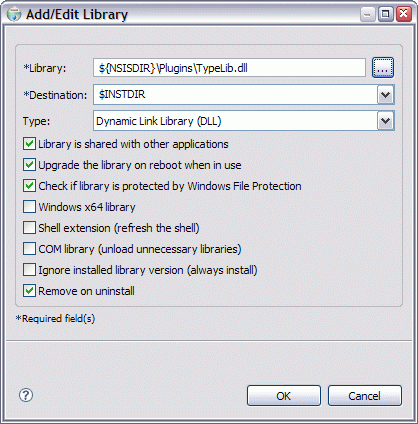 Add/Edit Library
*Library: ${NSISDIR}\Plugins\TypeLib.dll ...
*Destination: $INSTDIR
Type: Dynamic Link Library (DLL)
Library is shared with other applications
Upgrade the library on reboot when in use
Check if library is protected by Windows File Protection
Windows x64 library
Shell extension (refresh the shell)
COM library (unload unnecessary libraries)
Ignore installed library version (always install)
Remove on uninstall
*Required field(s)
? OK Cancel